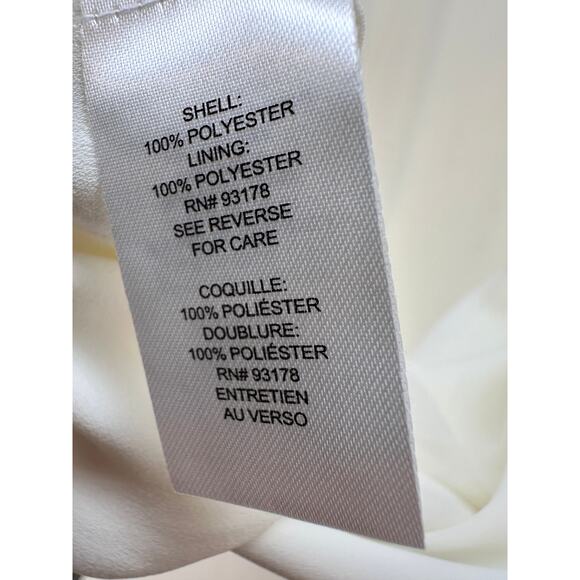 SHELL:
100% POLYESTER
LINING:
100% POLYESTER
RN# 93178
SEE REVERSE
FOR CARE
COQUILLE:
100% POLIÉSTER
DOUBLURE:
100% POLIÉSTER
RN# 93178
ENTRETIEN
AU VERSO